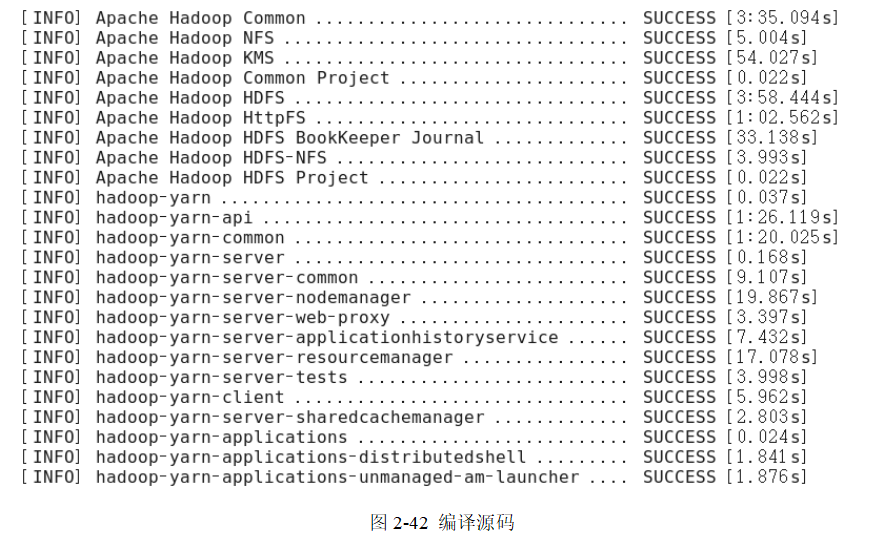 [INFO] Apache Hadoop Common .............................. SUCCESS [3:35.094s]
[INFO] Apache Hadoop NFS ................................. SUCCESS [5.004s]
[INFO] Apache Hadoop KMS ................................. SUCCESS [54.027s]
[INFO] Apache Hadoop Common Project ...................... SUCCESS [0.022s]
[INFO] Apache Hadoop HDFS ................................ SUCCESS [3:58.444s]
[INFO] Apache Hadoop HttpFS .............................. SUCCESS [1:02.562s]
[INFO] Apache Hadoop HDFS BookKeeper Journal ............. SUCCESS [33.138s]
[INFO] Apache Hadoop HDFS-NFS ............................ SUCCESS [3.993s]
[INFO] Apache Hadoop HDFS Project ........................ SUCCESS [0.022s]
[INFO] hadoop-yarn ....................................... SUCCESS [0.037s]
[INFO] hadoop-yarn-api ................................... SUCCESS [1:26.119s]
[INFO] hadoop-yarn-common ................................ SUCCESS [1:20.025s]
[INFO] hadoop-yarn-server ................................ SUCCESS [0.168s]
[INFO] hadoop-yarn-server-common ......................... SUCCESS [9.107s]
[INFO] hadoop-yarn-server-nodemanager .................... SUCCESS [19.867s]
[INFO] hadoop-yarn-server-web-proxy ...................... SUCCESS [3.397s]
[INFO] hadoop-yarn-server-applicationhistoryservice ...... SUCCESS [7.432s]
[INFO] hadoop-yarn-server-resourcemanager ................ SUCCESS [17.078s]
[INFO] hadoop-yarn-server-tests .......................... SUCCESS [3.998s]
[INFO] hadoop-yarn-client ................................ SUCCESS [5.962s]
[INFO] hadoop-yarn-server-sharedcachemanager ............. SUCCESS [2.803s]
[INFO] hadoop-yarn-applications .......................... SUCCESS [0.024s]
[INFO] hadoop-yarn-applications-distributedshell ......... SUCCESS [1.841s]
[INFO] hadoop-yarn-applications-unmanaged-am-launcher .... SUCCESS [1.876s]
图 2-42 编译源码